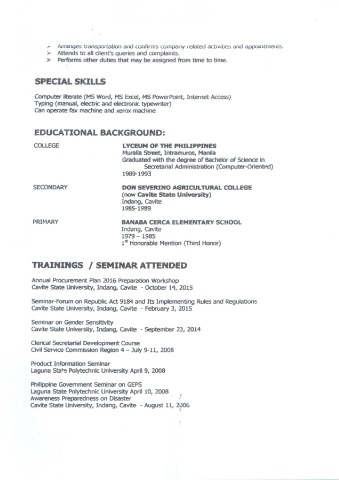 ➢ Arranges transportation and confirms company related activities and appointments.
➢ Attends to all client's queries and complaints.
➢ Performs other duties that may be assigned from time to time.
SPECIAL SKILLS
Computer literate (MS Word, MS Excel, MS PowerPoint, Internet Access)
Typing (manual, electric and electronic typewriter)
Can operate fax machine and xerox machine
EDUCATIONAL BACKGROUND:
COLLEGE LYCEUM OF THE PHILIPPINES
Muralla Street, Intramuros, Manila
Graduated with the degree of Bachelor of Science in
Secretarial Administration (Computer-Oriented)
1989-1993
SECONDARY DON SEVERINO AGRICULTURAL COLLEGE
(now Cavite State University)
Indang, Cavite
1985-1989
PRIMARY BANABA CERCA ELEMENTARY SCHOOL
Indang, Cavite
1979 – 1985
1st Honorable Mention (Third Honor)
TRAININGS / SEMINAR ATTENDED
Annual Procurement Plan 2016 Preparation Workshop
Cavite State University, Indang, Cavite - October 14, 2015
Seminar-Forum on Republic Act 9184 and Its Implementing Rules and Regulations
Cavite State University, Indang, Cavite - February 3, 2015
Seminar on Gender Sensitivity
Cavite State University, Indang, Cavite - September 23, 2014
Clerical Secretarial Development Course
Civil Service Commission Region 4 – July 9-11, 2008
Product Information Seminar
Laguna State Polytechnic University April 9, 2008
Philippine Government Seminar on GEPS
Laguna State Polytechnic University April 10, 2008
Awareness Preparedness on Disaster
Cavite State University, Indang, Cavite - August 11, 2006